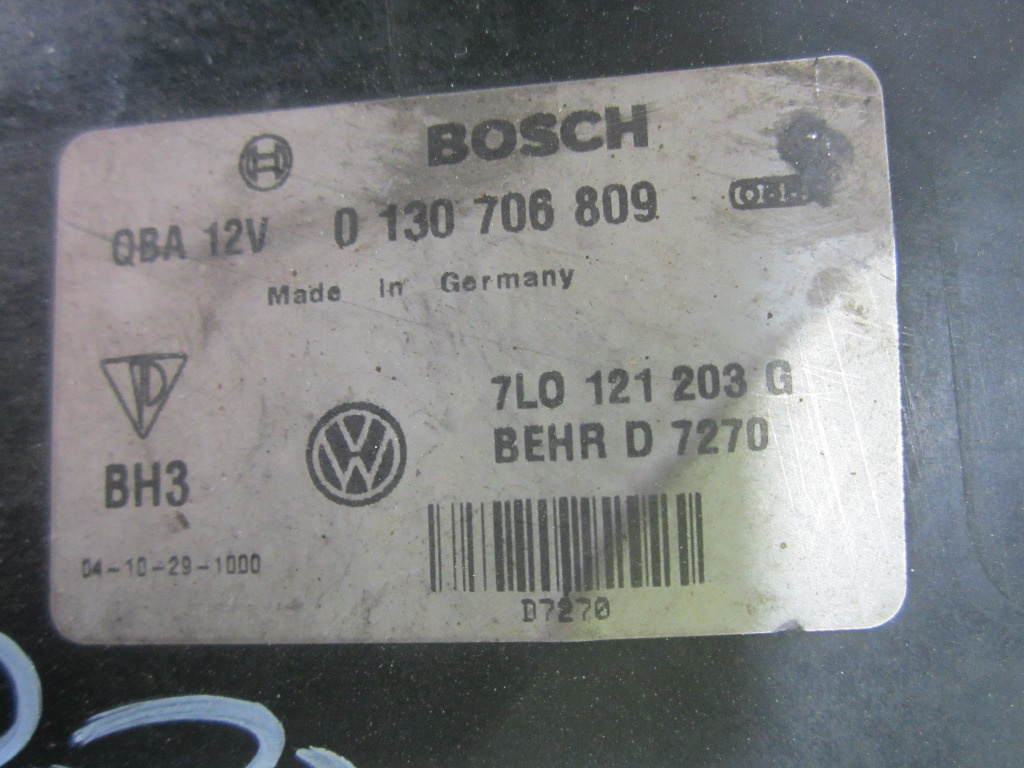 BOSCH
QBA 12V 0 130 706 809
Made In Germany
7L0 121 203 G
BEHR D 7270
BH3
04-10-29-1000
D7270